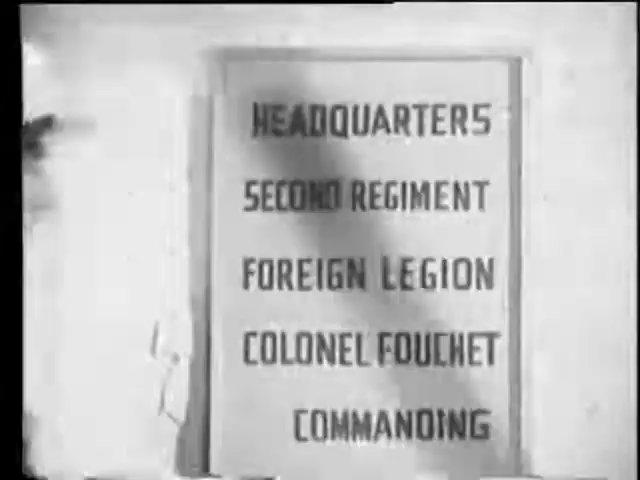 HEADQUARTERS
SECOND REGIMENT
FOREIGN LEGION
COLONEL FOUCHET
COMMANDING